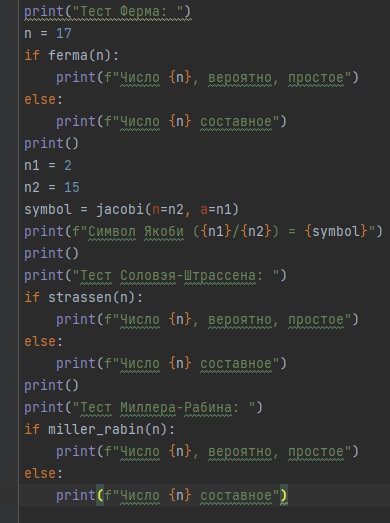 print("Тест Ферма: ")
n = 17
if ferma(n):
    print(f"Число {n}, вероятно, простое")
else:
    print(f"Число {n} составное")
print()
n1 = 2
n2 = 15
symbol = jacobi(n=n2, a=n1)
print(f"Символ Якоби ({n1}/{n2}) = {symbol}")
print()
print("Тест Соловэя-Штрассена: ")
if strassen(n):
    print(f"Число {n}, вероятно, простое")
else:
    print(f"Число {n} составное")
print()
print("Тест Миллера-Рабина: ")
if miller_rabin(n):
    print(f"Число {n}, вероятно, простое")
else:
    print(f"Число {n} составное")